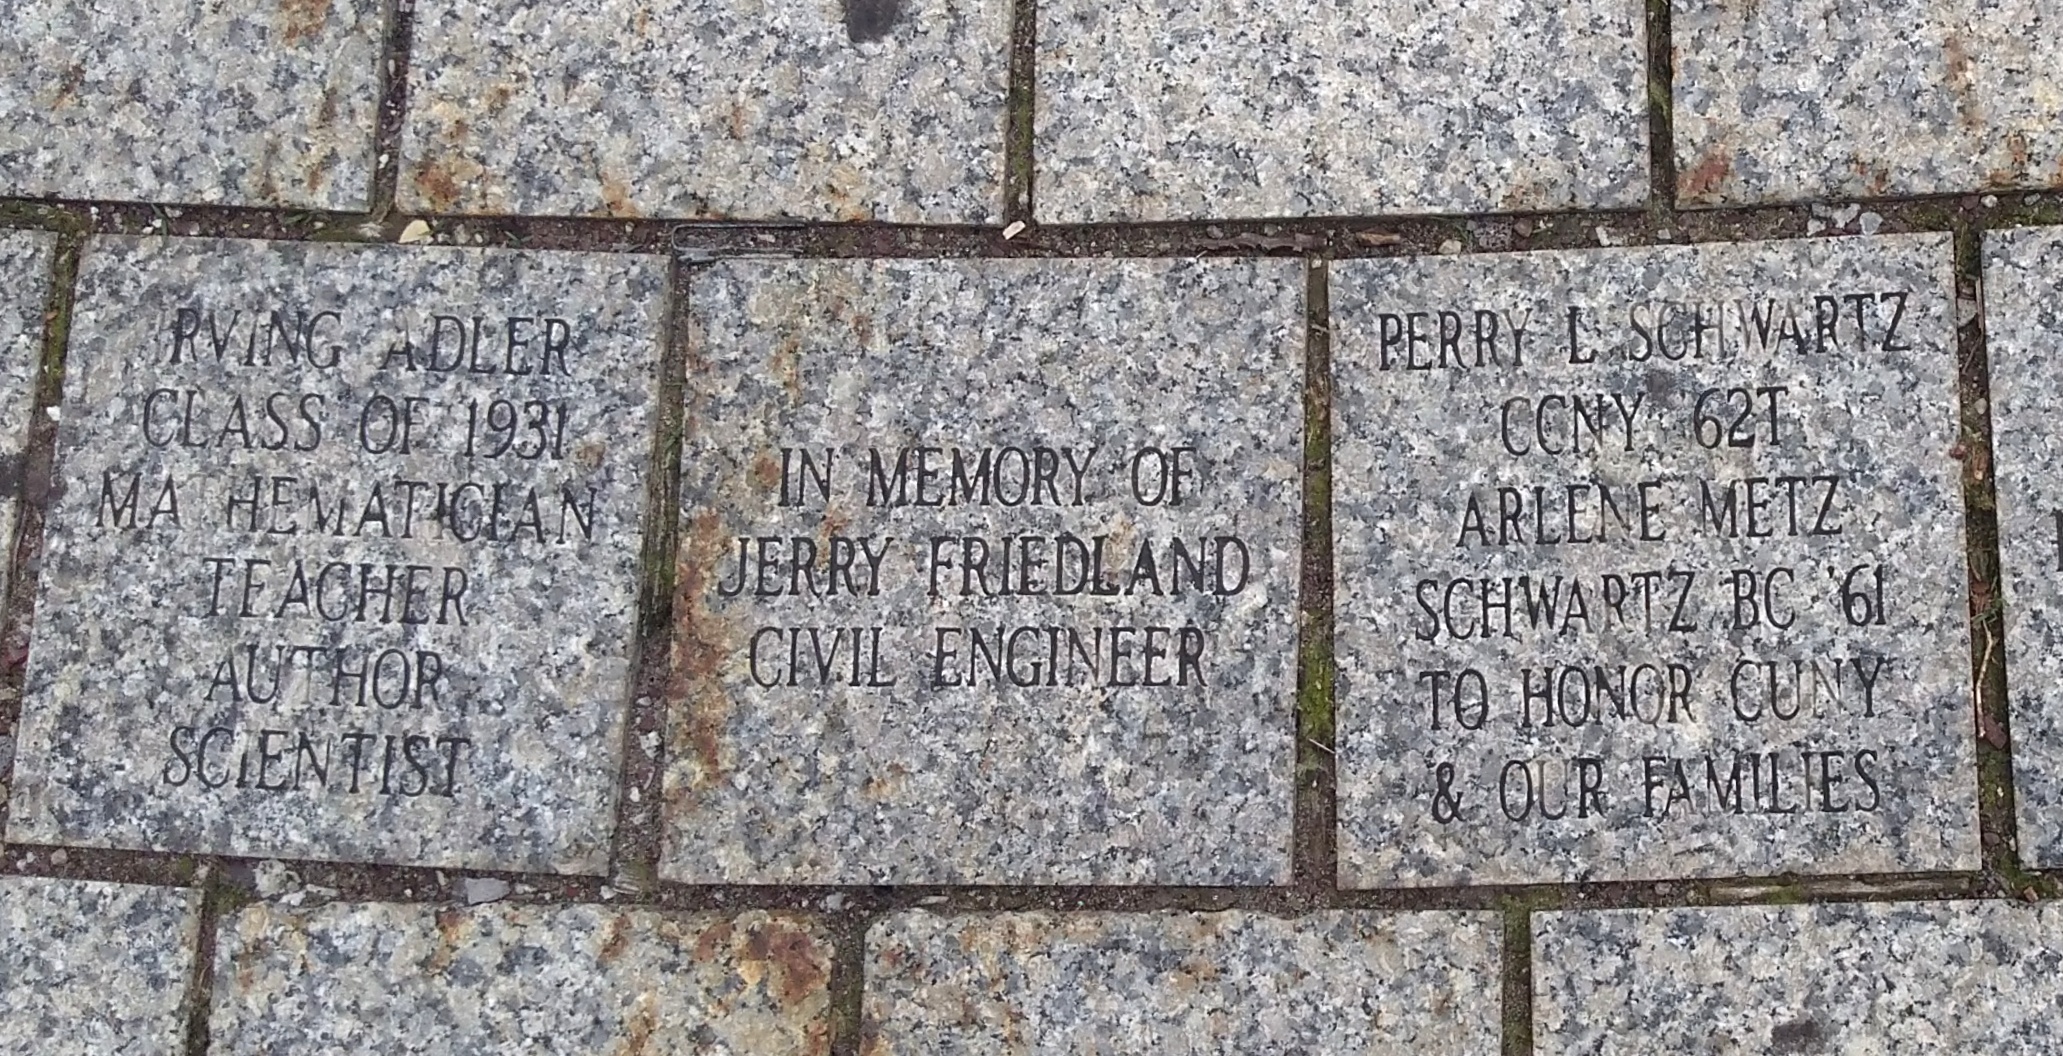 IRVING ADLER
CLASS OF 1931
MATHEMATICIAN
TEACHER
AUTHOR
SCIENTIST
IN MEMORY OF
JERRY FRIEDLAND
CIVIL ENGINEER
PERRY L SCHWARTZ
CCNY 62T
ARLENE METZ
SCHWARTZ BC '61
TO HONOR CUNY
& OUR FAMILIES